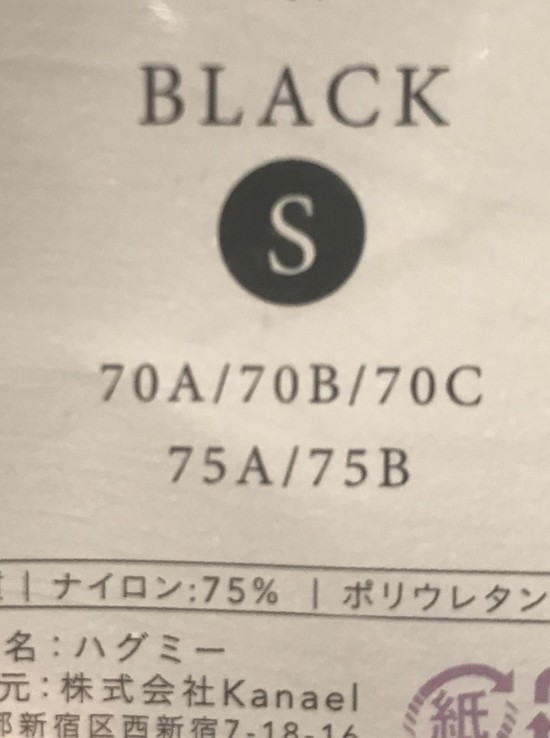 BLACK
S
70A/70B/70C
75A/75B
| ナイロン:75% | ポリウレタン
名：ハグミー
元：株式会社Kanael
新宿区西新宿7-18-16
紙